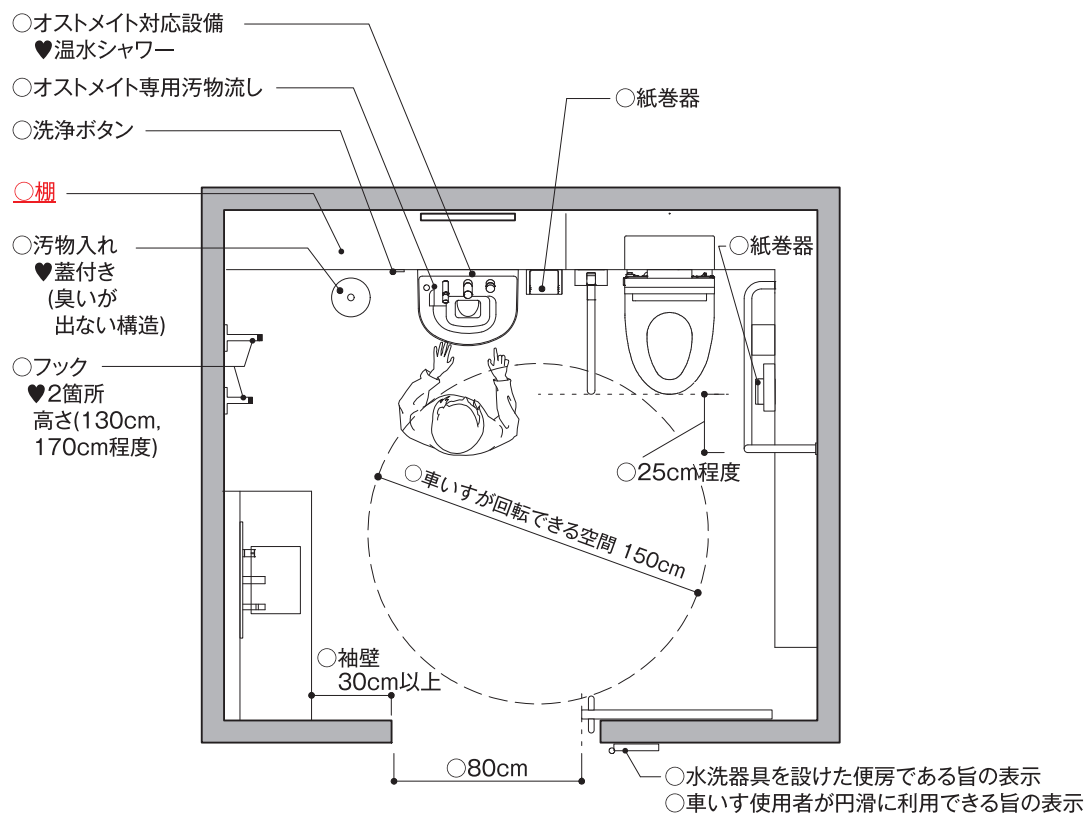 ○オストメイト対応設備
♥温水シャワー
○オストメイト専用汚物流し
○洗浄ボタン
○棚
○汚物入れ
♥蓋付き
(臭いが
出ない構造)
○フック
♥2箇所
高さ(130cm,
170cm程度)
○紙巻器
○紙巻器
○25cm程度
○車いすが回転できる空間 150cm
○袖壁
30cm以上
○80cm
○水洗器具を設けた便房である旨の表示
○車いす使用者が円滑に利用できる旨の表示